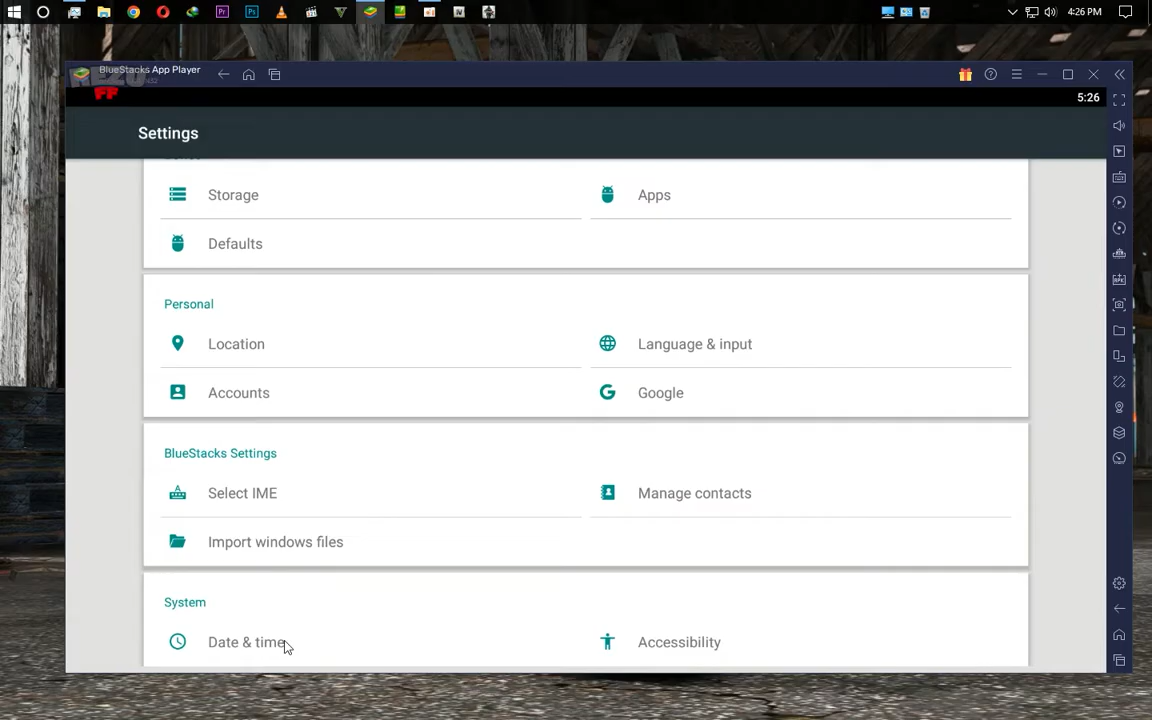 4:26 PM
BlueStacks App Player
5:26
Settings
Storage
Apps
Defaults
Personal
Location
Language & input
Accounts
Google
BlueStacks Settings
Select IME
Manage contacts
Import windows files
System
Date & time
Accessibility